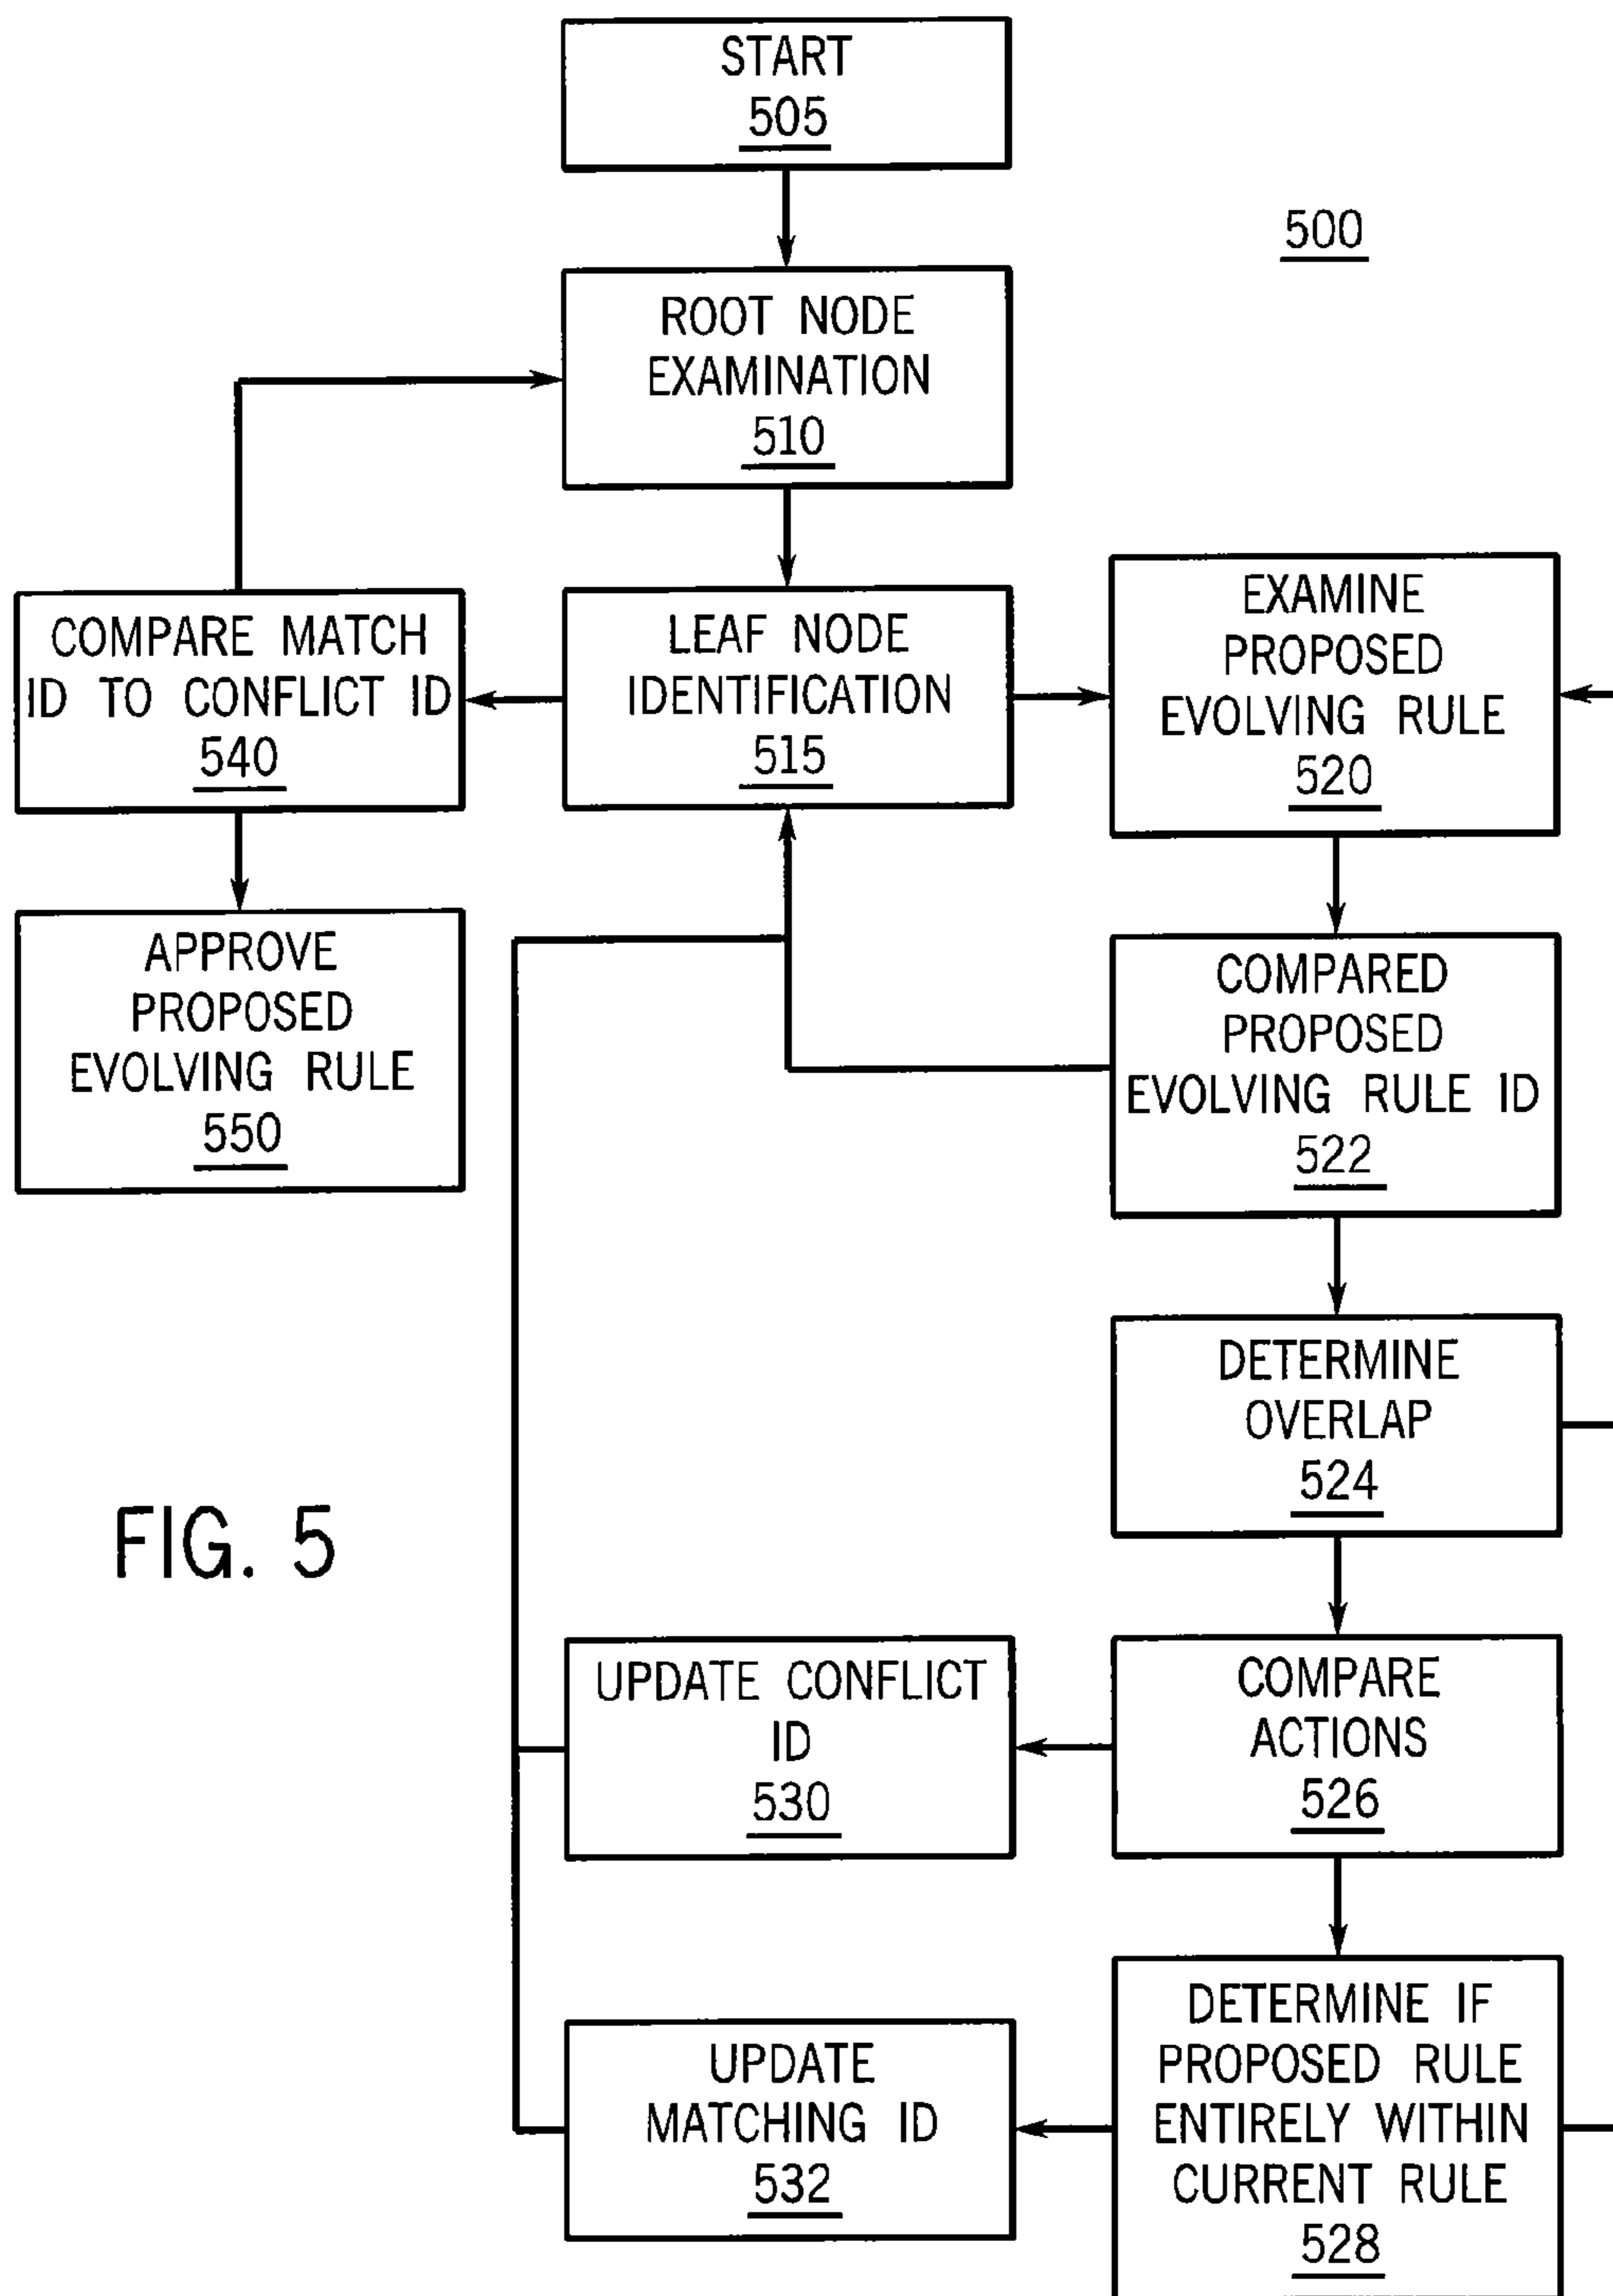 START
505
500
ROOT NODE
EXAMINATION
510
COMPARE MATCH
ID TO CONFLICT ID
540
LEAF NODE
IDENTIFICATION
515
EXAMINE
PROPOSED
EVOLVING RULE
520
APPROVE
PROPOSED
EVOLVING RULE
550
COMPARED
PROPOSED
EVOLVING RULE ID
522
DETERMINE
OVERLAP
524
FIG. 5
UPDATE CONFLICT
ID
530
COMPARE
ACTIONS
526
UPDATE
MATCHING ID
532
DETERMINE IF
PROPOSED RULE
ENTIRELY WITHIN
CURRENT RULE
528